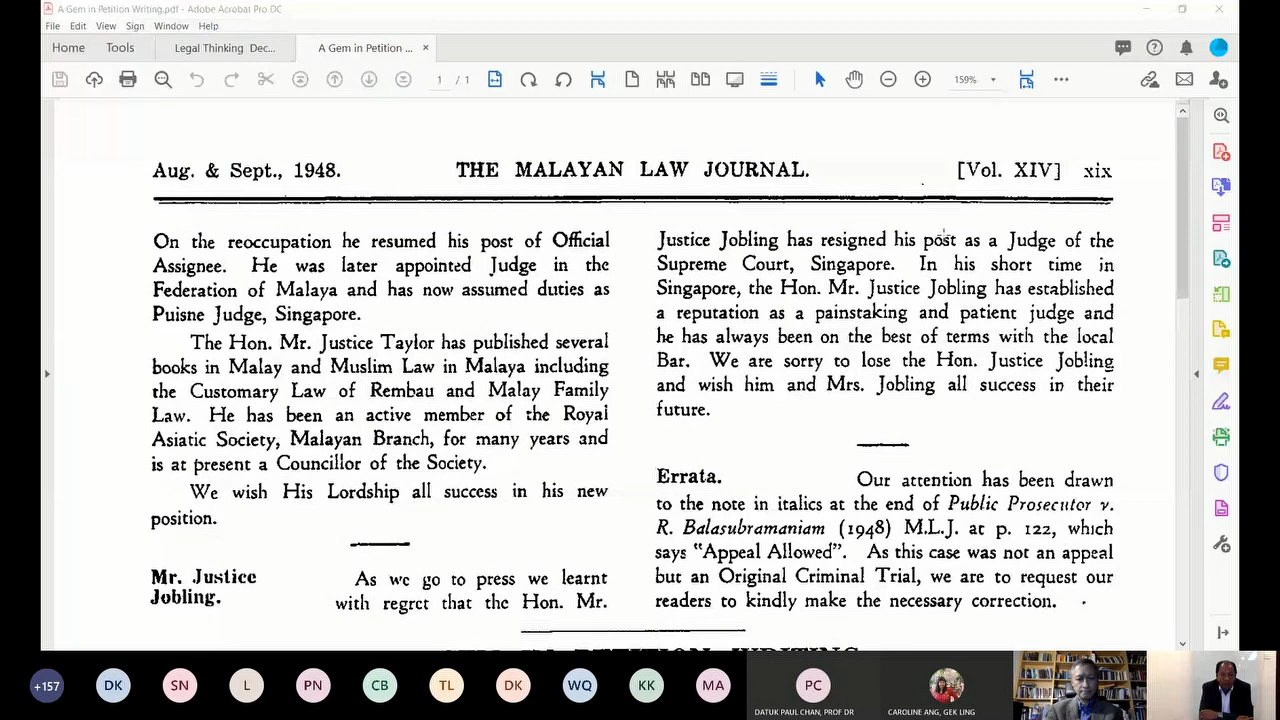 A Gem in Petition Writing.pdf - Adobe Acrobat Pro DC
File Edit View Sign Window Help
Home Tools Legal Thinking Dec... A Gem in Petition ... ×
1 / 1 159%
Aug. & Sept., 1948. THE MALAYAN LAW JOURNAL. [Vol. XIV] xix
On the reoccupation he resumed his post of Official
Assignee. He was later appointed Judge in the
Federation of Malaya and has now assumed duties as
Puisne Judge, Singapore.
The Hon. Mr. Justice Taylor has published several
books in Malay and Muslim Law in Malaya including
the Customary Law of Rembau and Malay Family
Law. He has been an active member of the Royal
Asiatic Society, Malayan Branch, for many years and
is at present a Councillor of the Society.
We wish His Lordship all success in his new
position.
Mr. Justice
Jobling.
As we go to press we learnt
with regret that the Hon. Mr.
Justice Jobling has resigned his post as a Judge of the
Supreme Court, Singapore. In his short time in
Singapore, the Hon. Mr. Justice Jobling has established
a reputation as a painstaking and patient judge and
he has always been on the best of terms with the local
Bar. We are sorry to lose the Hon. Justice Jobling
and wish him and Mrs. Jobling all success in their
future.
Errata. Our attention has been drawn
to the note in italics at the end of Public Prosecutor v.
R. Balasubramaniam (1948) M.L.J. at p. 122, which
says "Appeal Allowed". As this case was not an appeal
but an Original Criminal Trial, we are to request our
readers to kindly make the necessary correction.
+157 DK SN L PN CB TL DK WQ KK MA PC
DATUK PAUL CHAN, PROF DR CAROLINE ANG, GEK LING